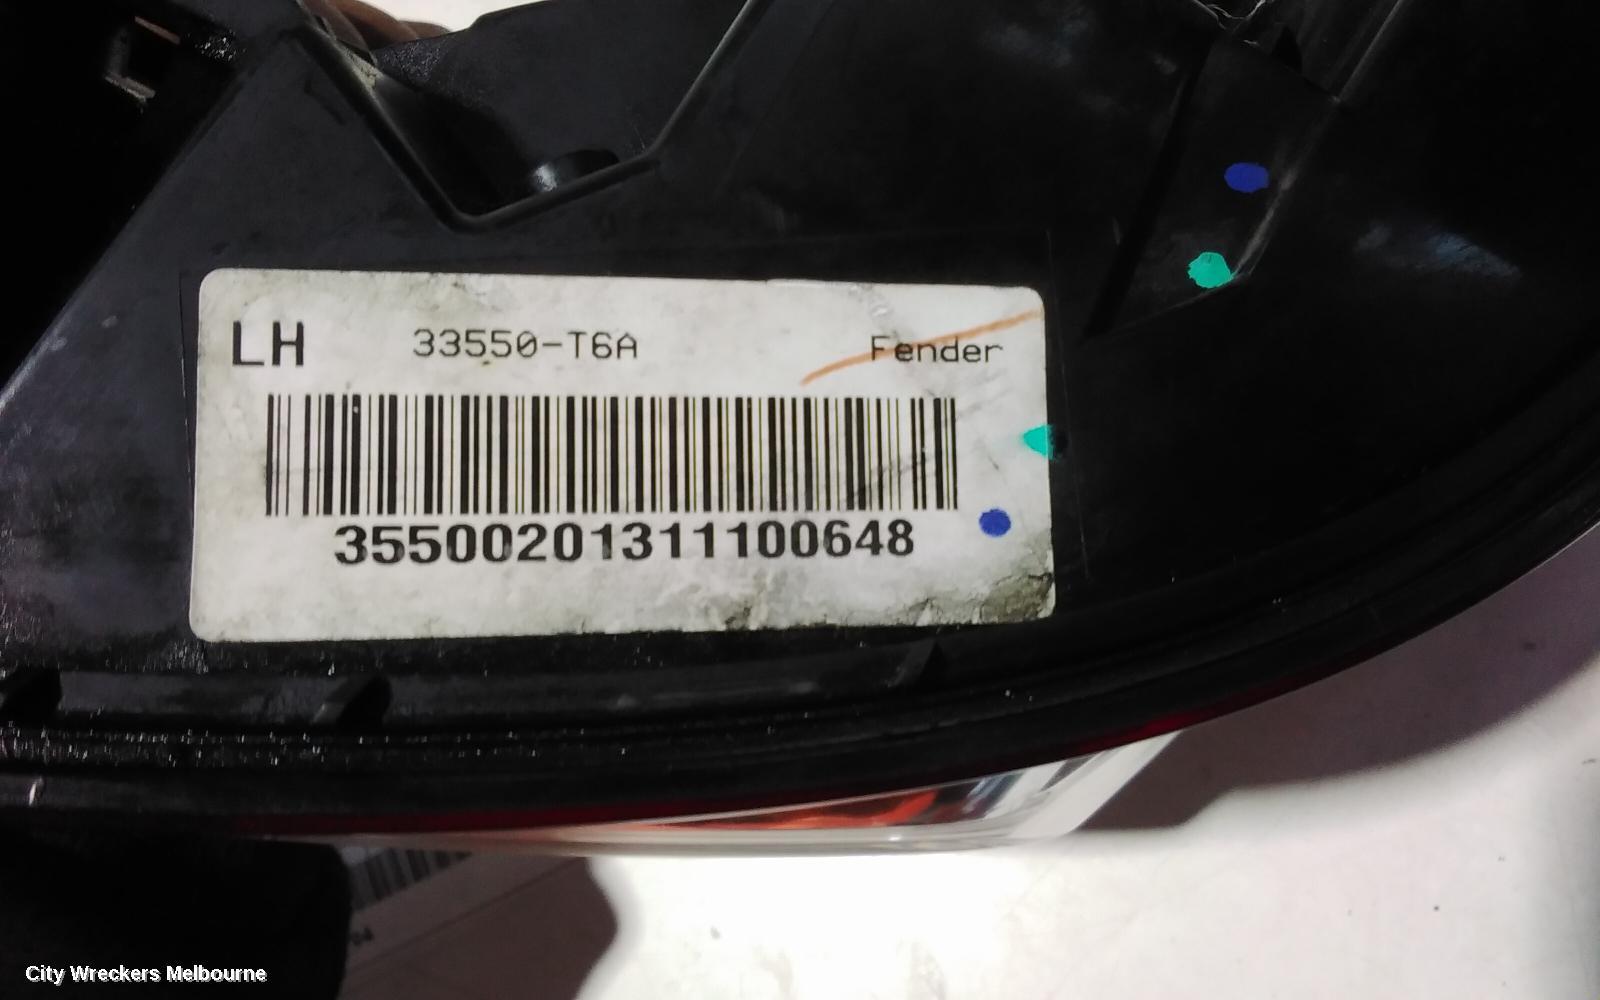 LH 33550-T6A Fender
35500201311100648
City Wreckers Melbourne